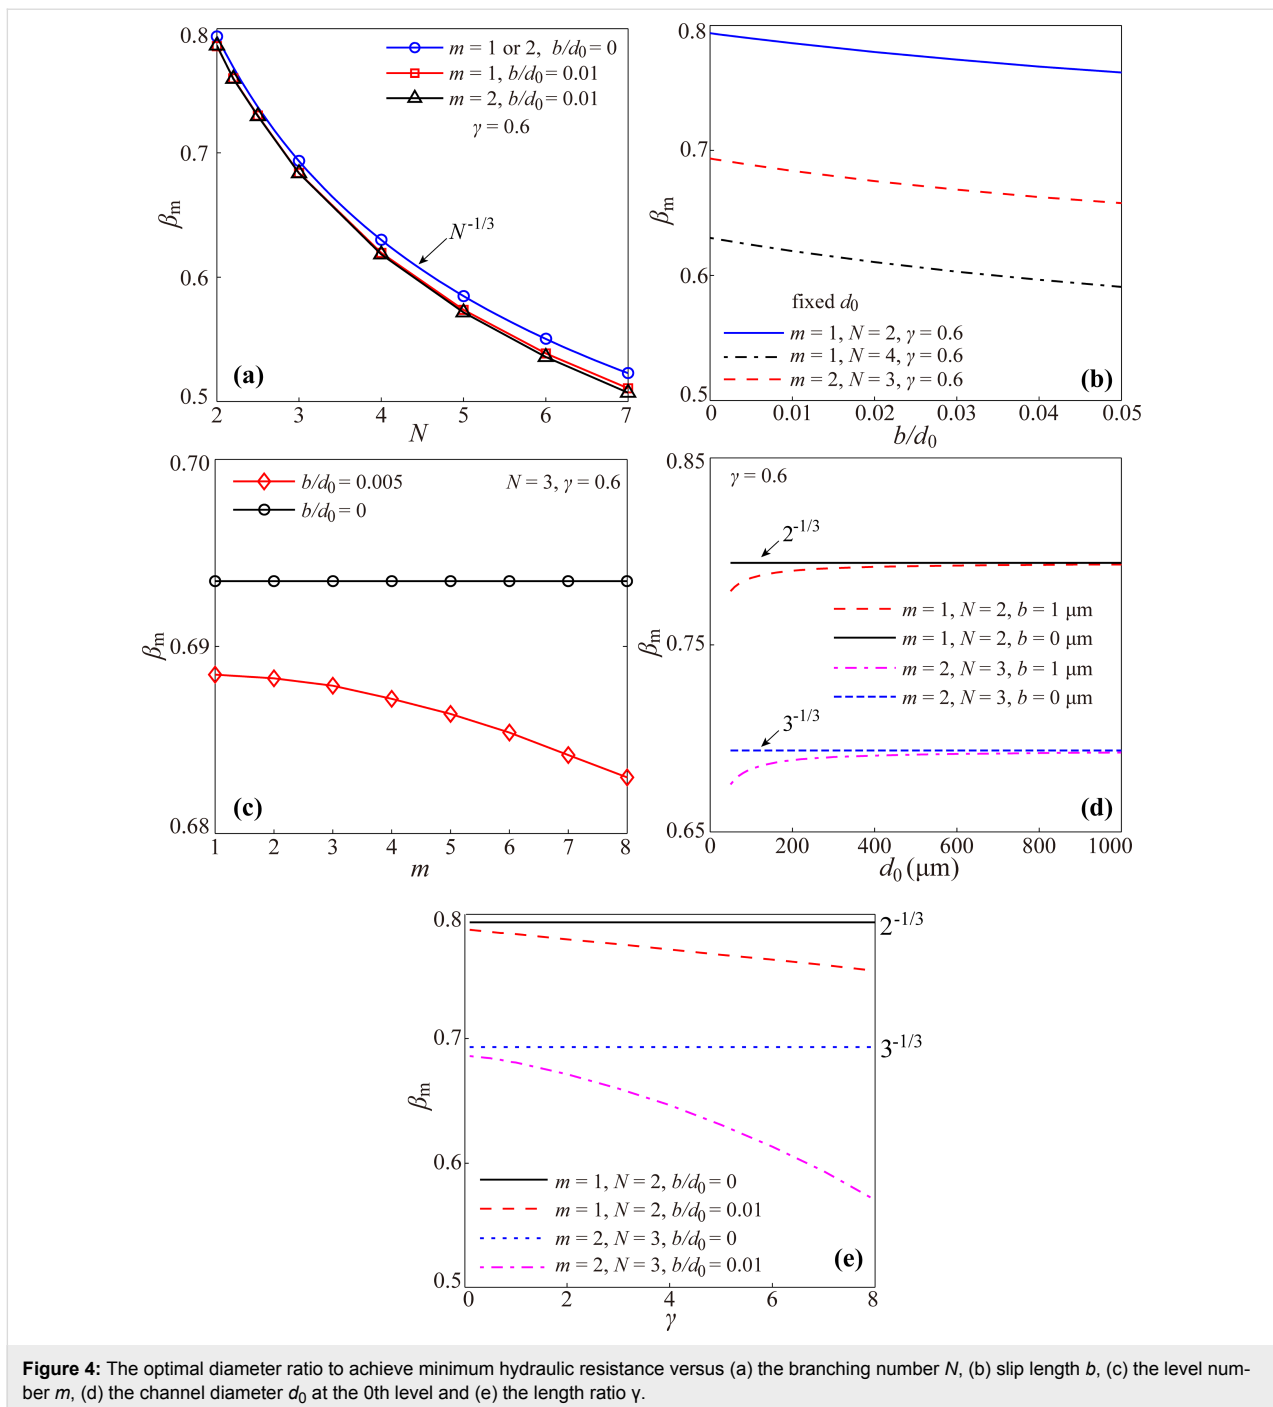 0.8
0.7
0.6
0.5
βm
2 3 4 5 6 7
N
m = 1 or 2, b/d0 = 0
m = 1, b/d0 = 0.01
m = 2, b/d0 = 0.01
γ = 0.6
N-1/3
(a)
0.8
0.7
0.6
0.5
βm
0 0.01 0.02 0.03 0.04 0.05
b/d0
fixed d0
m = 1, N = 2, γ = 0.6
m = 1, N = 4, γ = 0.6
m = 2, N = 3, γ = 0.6
(b)
0.70
0.69
0.68
βm
1 2 3 4 5 6 7 8
m
b/d0 = 0.005
b/d0 = 0
N = 3, γ = 0.6
(c)
0.85
0.75
0.65
βm
0 200 400 600 800 1000
d0 (μm)
γ = 0.6
2-1/3
m = 1, N = 2, b = 1 μm
m = 1, N = 2, b = 0 μm
m = 2, N = 3, b = 1 μm
m = 2, N = 3, b = 0 μm
3-1/3
(d)
0.8
0.7
0.6
0.5
βm
0 2 4 6 8
γ
2-1/3
3-1/3
m = 1, N = 2, b/d0 = 0
m = 1, N = 2, b/d0 = 0.01
m = 2, N = 3, b/d0 = 0
m = 2, N = 3, b/d0 = 0.01
(e)
Figure 4: The optimal diameter ratio to achieve minimum hydraulic resistance versus (a) the branching number N, (b) slip length b, (c) the level num-
ber m, (d) the channel diameter d0 at the 0th level and (e) the length ratio γ.